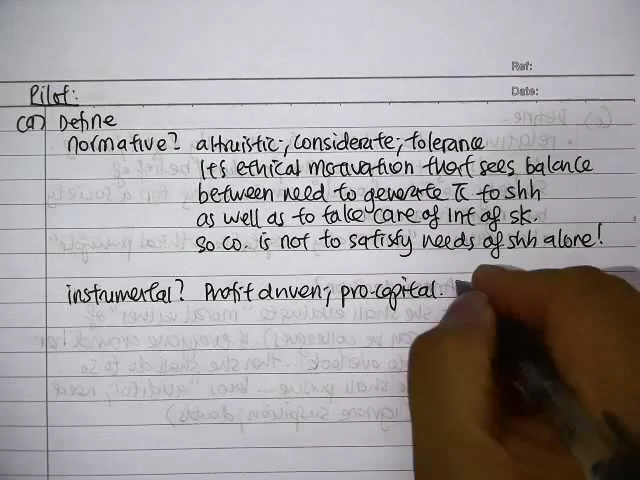 Ref:
Date:
Pilot:
(a) Define
normative? altruistic; considerate; tolerance
It's ethical motivation that sees balance
between need to generate π to shh
as well as to take care of int of sk.
so co. is not to satisfy needs of shh alone!
instrumental? Profit driven; pro-capital.